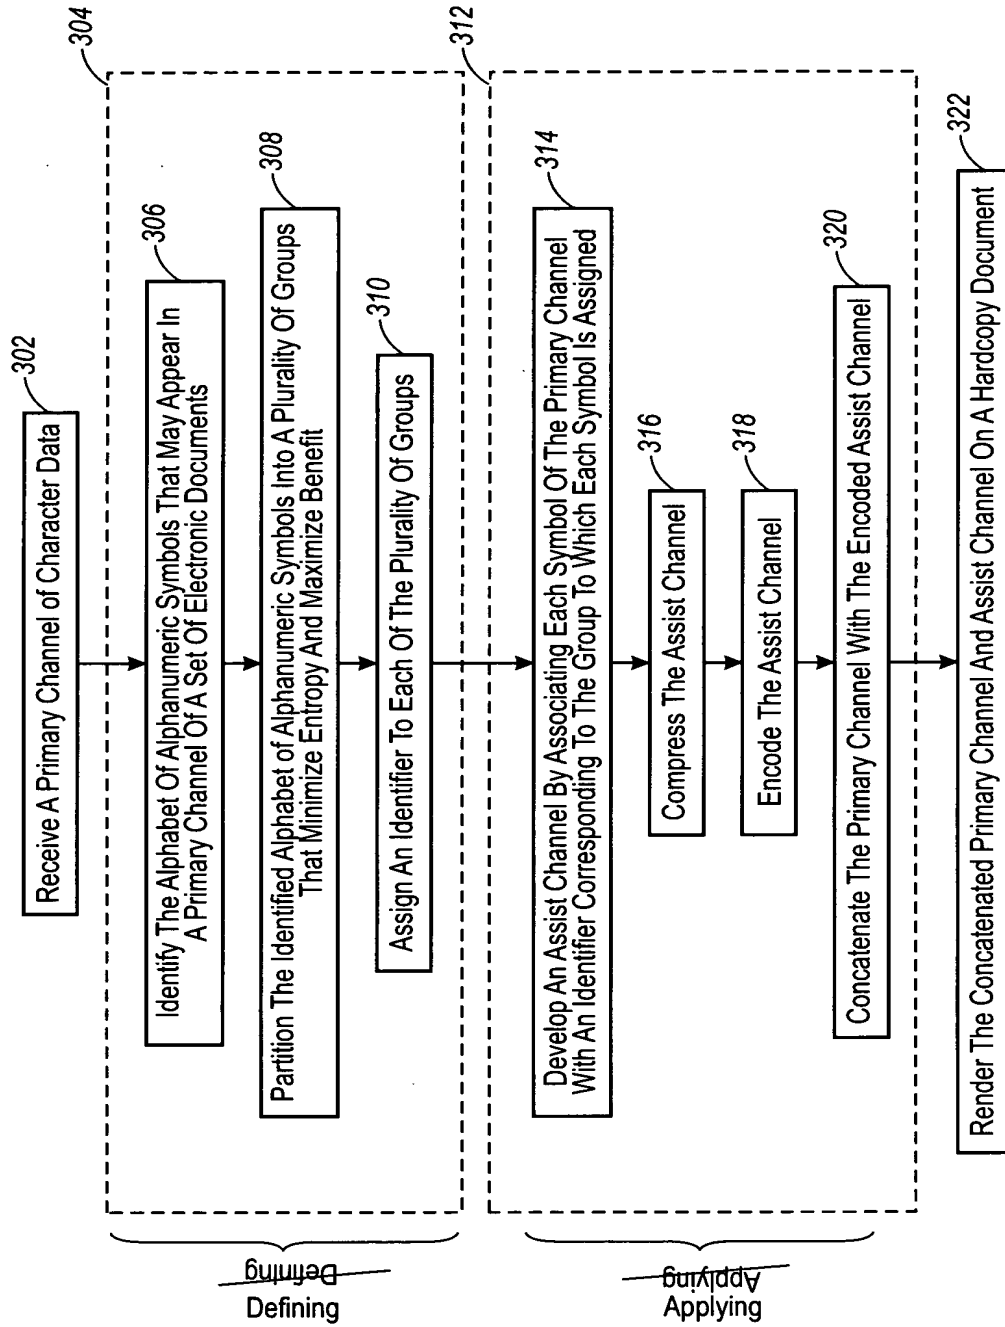 302
Receive A Primary Channel of Character Data
304
306
Identify The Alphabet Of Alphanumeric Symbols That May Appear In
A Primary Channel Of A Set Of Electronic Documents
308
Partition The Identified Alphabet of Alphanumeric Symbols Into A Plurality Of Groups
That Minimize Entropy And Maximize Benefit
310
Assign An Identifier To Each Of The Plurality Of Groups
Defining
Defining
312
314
Develop An Assist Channel By Associating Each Symbol Of The Primary Channel
With An Identifier Corresponding To The Group To Which Each Symbol Is Assigned
316
Compress The Assist Channel
318
Encode The Assist Channel
320
Concatenate The Primary Channel With The Encoded Assist Channel
Applying
Applying
322
Render The Concatenated Primary Channel And Assist Channel On A Hardcopy Document